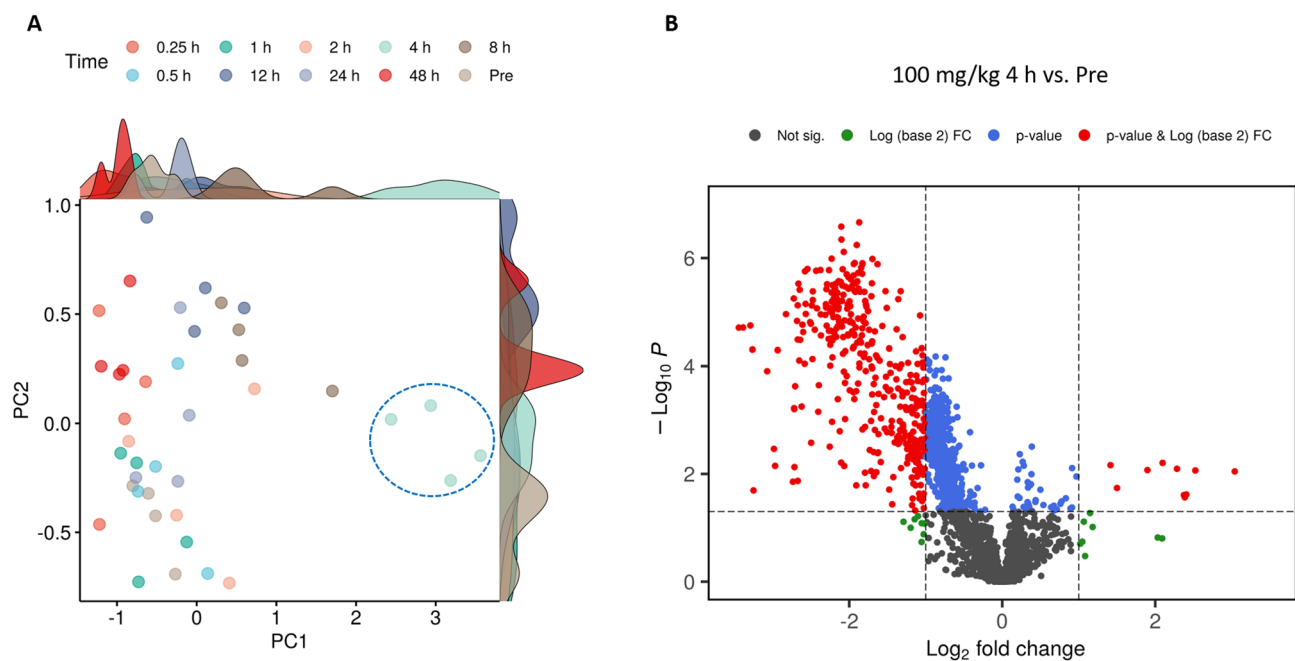 A
Time
0.25 h 1 h 2 h 4 h 8 h
0.5 h 12 h 24 h 48 h Pre
1.0
0.5
0.0
-0.5
PC2
-1 0 1 2 3
PC1
B
100 mg/kg 4 h vs. Pre
Not sig. Log (base 2) FC p-value p-value & Log (base 2) FC
6
4
2
0
– Log10 P
-2 0 2
Log2 fold change